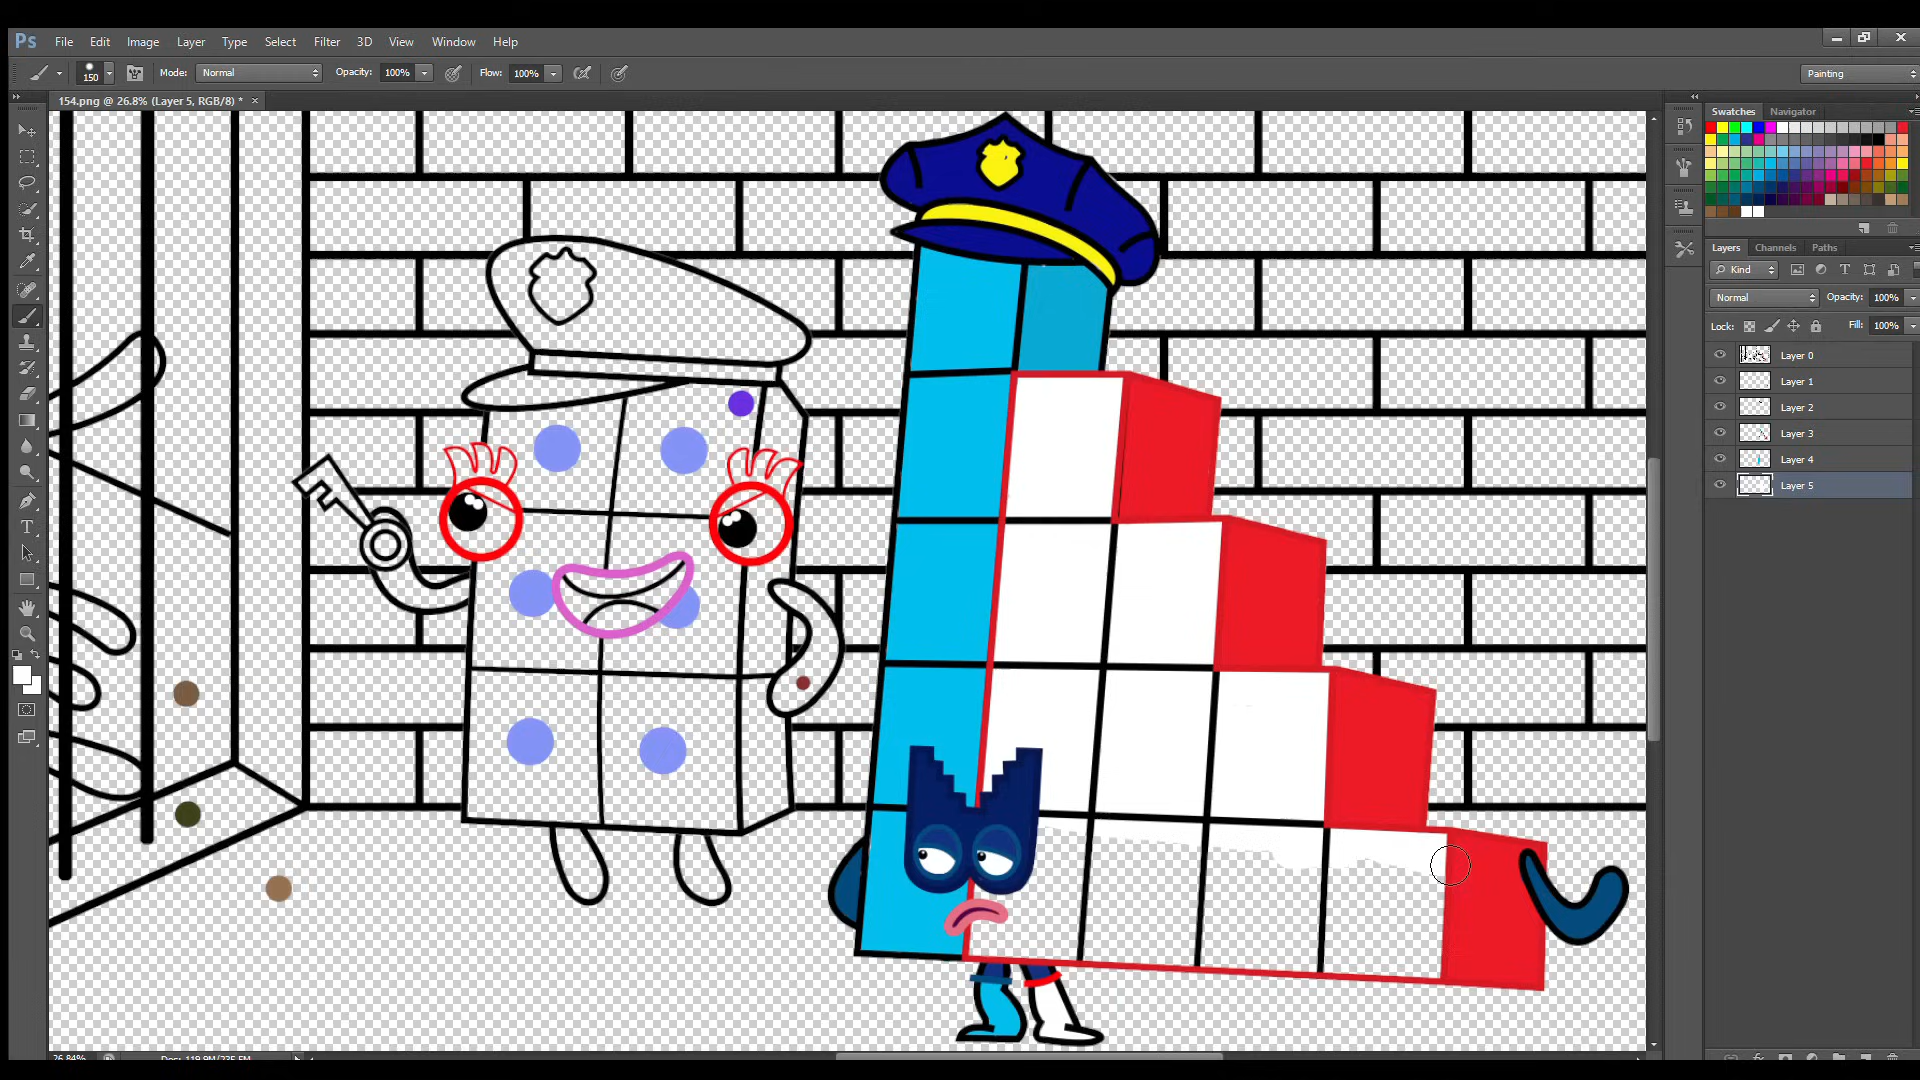 Ps File Edit Image Layer Type Select Filter 3D View Window Help
150 Mode: Normal Opacity: 100% Flow: 100% Painting
154.png @ 26.8% (Layer 5, RGB/8) * ×
Swatches Navigator
Layers Channels Paths
Kind
Normal Opacity: 100%
Lock: Fill: 100%
Layer 0
Layer 1
Layer 2
Layer 3
Layer 4
Layer 5
26.84% Doc: 119.9M/235.5M